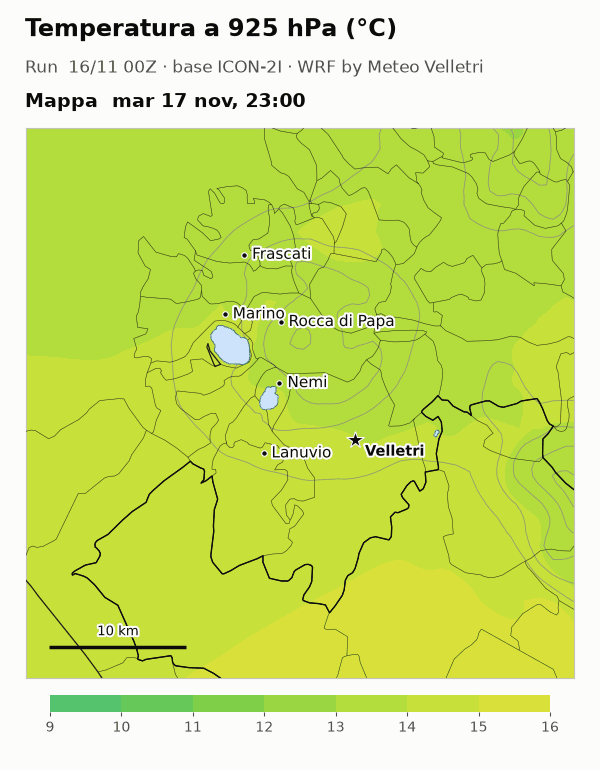 Temperatura a 925 hPa (°C)
Run  16/11 00Z · base ICON-2I · WRF by Meteo Velletri
Mappa  mar 17 nov, 23:00
Frascati
Marino
Rocca di Papa
Nemi
Velletri
Lanuvio
10 km
9 10 11 12 13 14 15 16